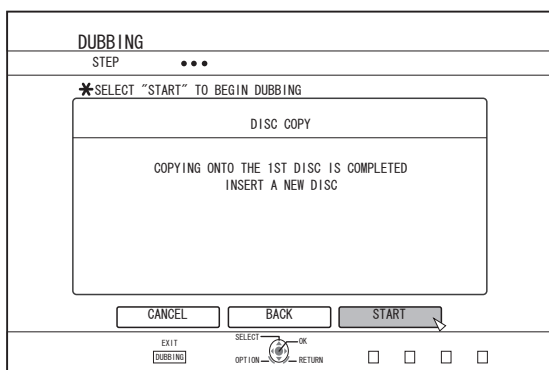 DUBBING
STEP
*SELECT "START" TO BEGIN DUBBING
DISC COPY
COPYING ONTO THE 1ST DISC IS COMPLETED
INSERT A NEW DISC
CANCEL BACK START
EXIT
DUBBING
SELECT OK
OPTION RETURN